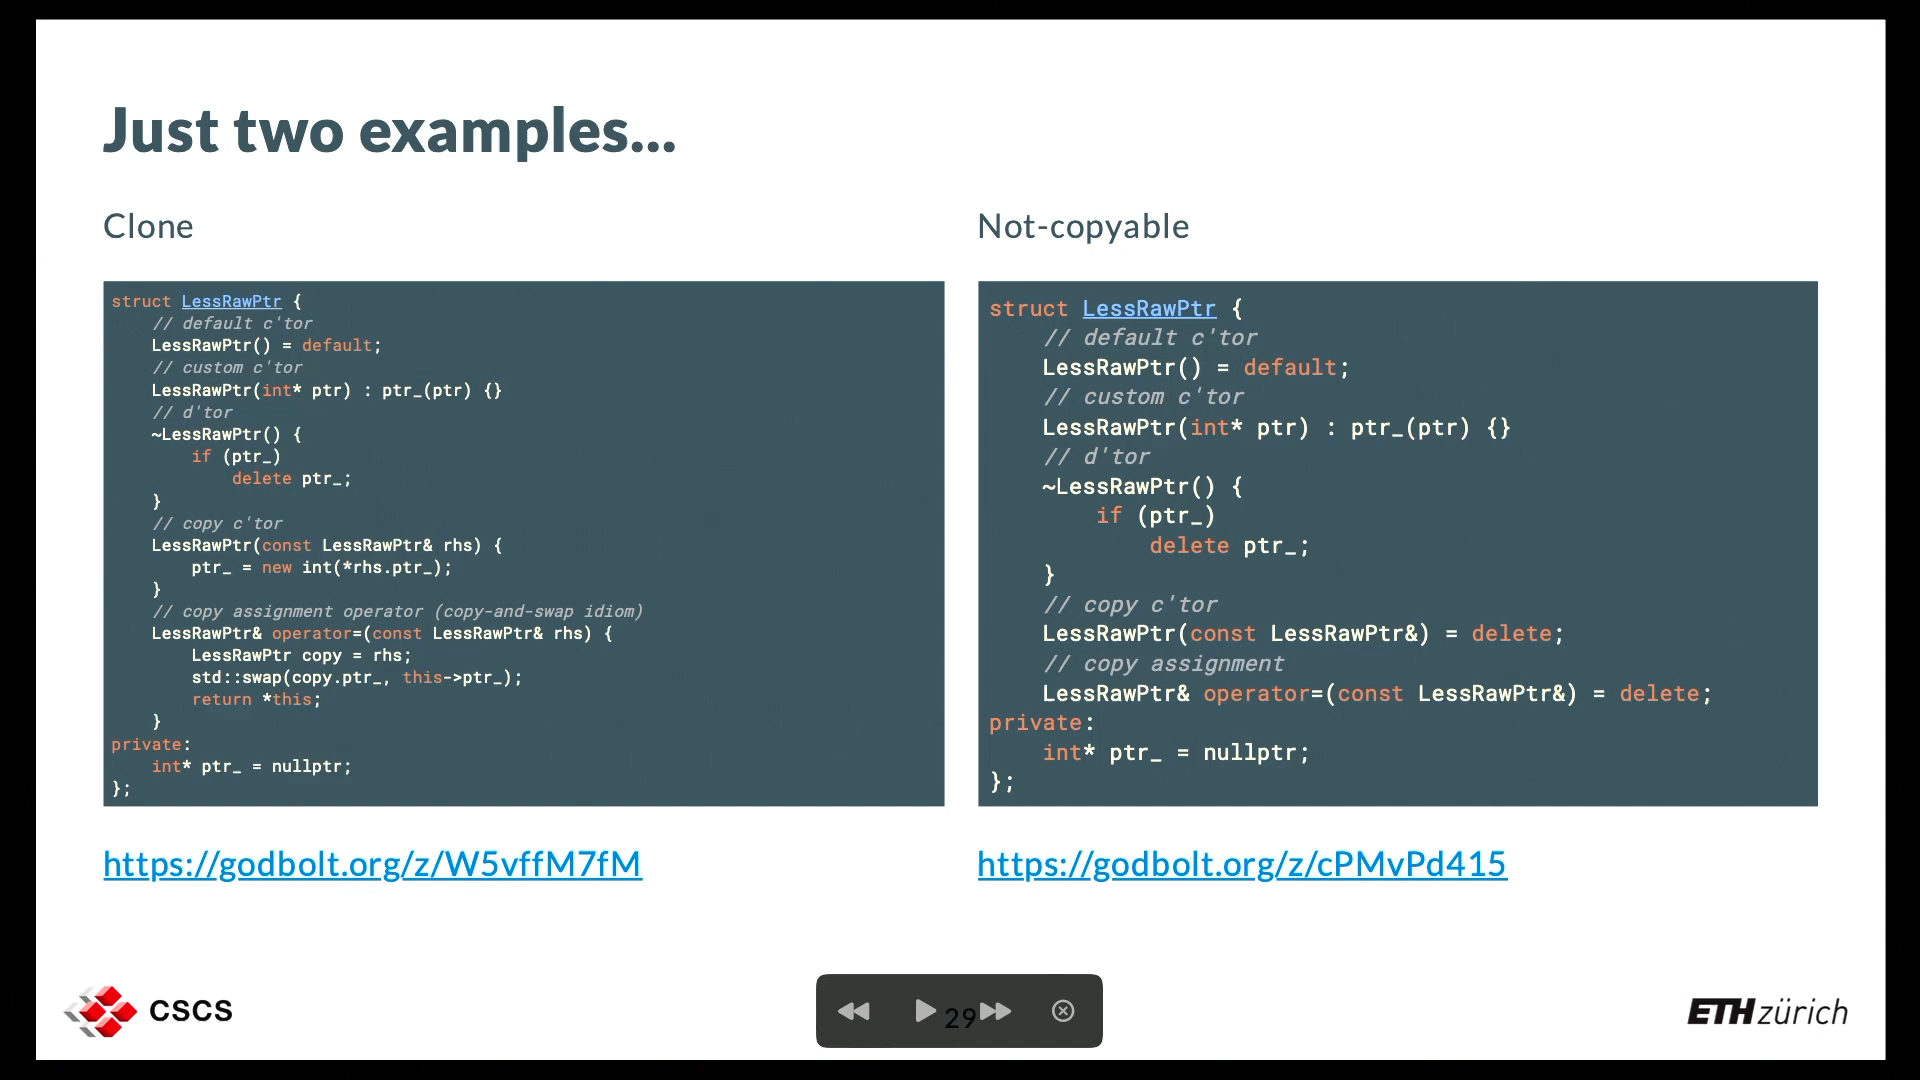 Just two examples...
Clone
struct LessRawPtr {
    // default c'tor
    LessRawPtr() = default;
    // custom c'tor
    LessRawPtr(int* ptr) : ptr_(ptr) {}
    // d'tor
    ~LessRawPtr() {
        if (ptr_)
            delete ptr_;
    }
    // copy c'tor
    LessRawPtr(const LessRawPtr& rhs) {
        ptr_ = new int(*rhs.ptr_);
    }
    // copy assignment operator (copy-and-swap idiom)
    LessRawPtr& operator=(const LessRawPtr& rhs) {
        LessRawPtr copy = rhs;
        std::swap(copy.ptr_, this->ptr_);
        return *this;
    }
private:
    int* ptr_ = nullptr;
};
https://godbolt.org/z/W5vffM7fM
Not-copyable
struct LessRawPtr {
    // default c'tor
    LessRawPtr() = default;
    // custom c'tor
    LessRawPtr(int* ptr) : ptr_(ptr) {}
    // d'tor
    ~LessRawPtr() {
        if (ptr_)
            delete ptr_;
    }
    // copy c'tor
    LessRawPtr(const LessRawPtr&) = delete;
    // copy assignment
    LessRawPtr& operator=(const LessRawPtr&) = delete;
private:
    int* ptr_ = nullptr;
};
https://godbolt.org/z/cPMvPd415
CSCS
29
ETH zürich